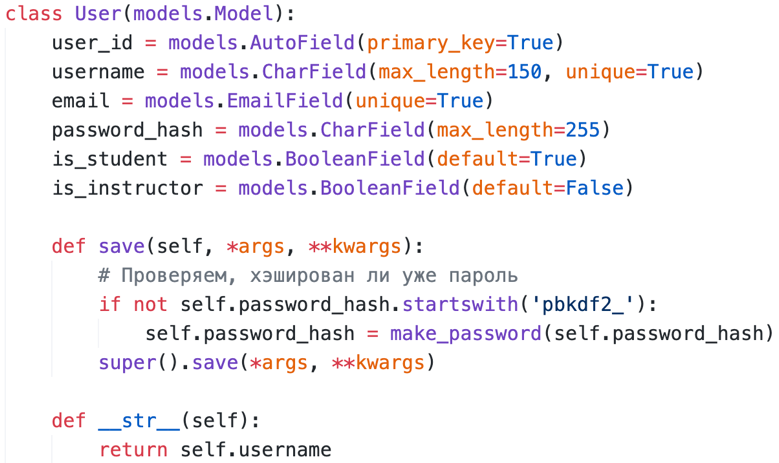 class User(models.Model):
    user_id = models.AutoField(primary_key=True)
    username = models.CharField(max_length=150, unique=True)
    email = models.EmailField(unique=True)
    password_hash = models.CharField(max_length=255)
    is_student = models.BooleanField(default=True)
    is_instructor = models.BooleanField(default=False)

    def save(self, *args, **kwargs):
        # Проверяем, хэширован ли уже пароль
        if not self.password_hash.startswith('pbkdf2_'):
            self.password_hash = make_password(self.password_hash)
        super().save(*args, **kwargs)

    def __str__(self):
        return self.username